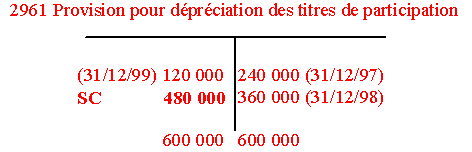 2961 Provision pour dépréciation des titres de participation
(31/12/99) 120 000 240 000 (31/12/97)
SC 480 000 360 000 (31/12/98)
600 000 600 000